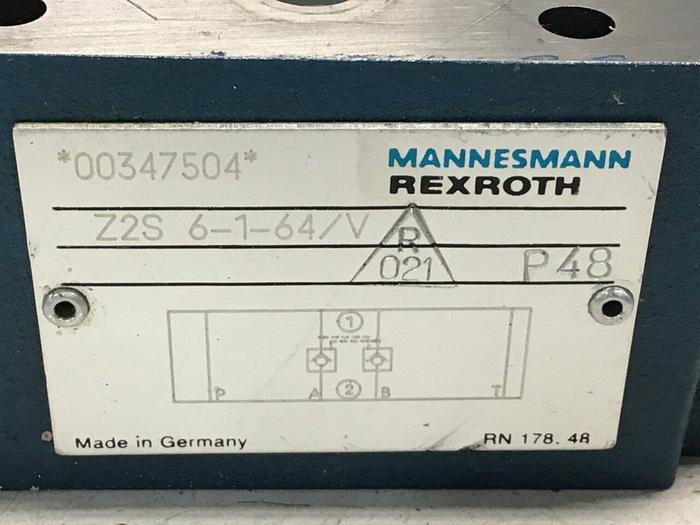 *00347504*
MANNESMANN
REXROTH
Z2S 6-1-64/V
R
021
P48
1
P A 2 B T
Made in Germany
RN 178.48